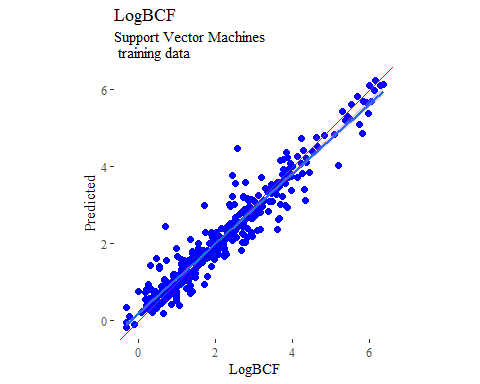 LogBCF
Support Vector Machines
training data
6
4
2
0
Predicted
0 2 4 6
LogBCF